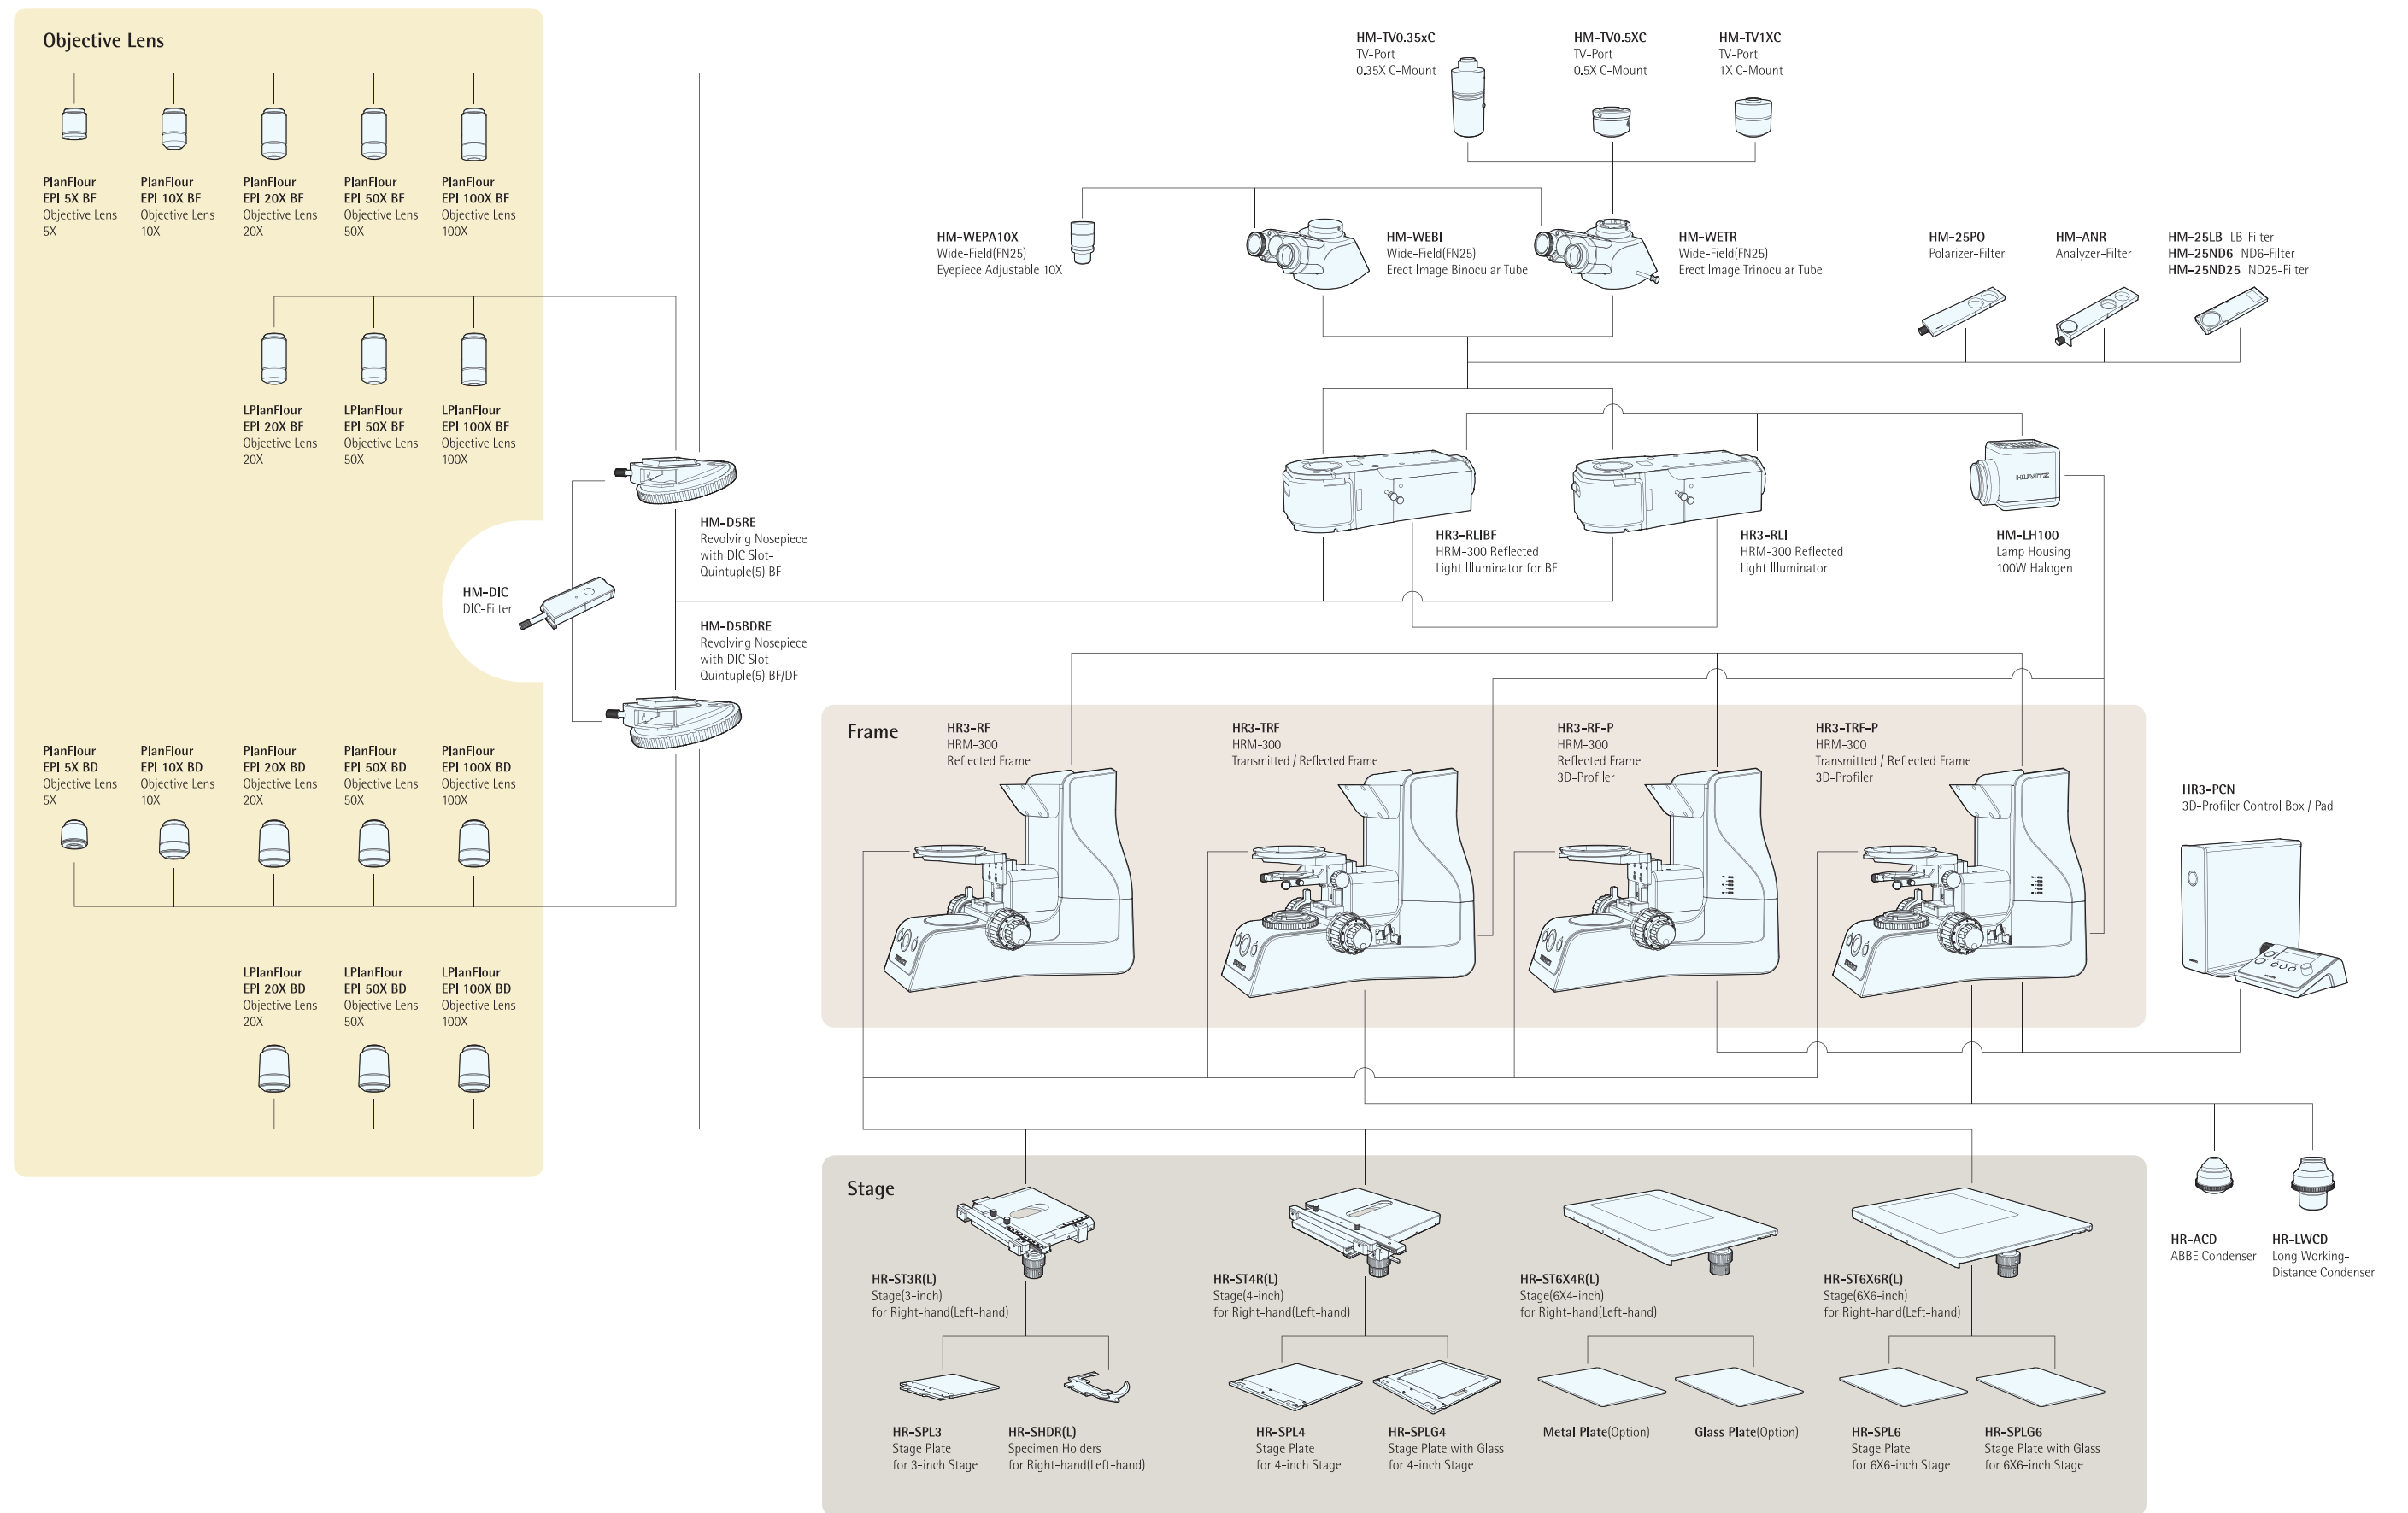 Objective Lens
PlanFlour
EPI 5X BF
Objective Lens
5X
PlanFlour
EPI 10X BF
Objective Lens
10X
PlanFlour
EPI 20X BF
Objective Lens
20X
PlanFlour
EPI 50X BF
Objective Lens
50X
PlanFlour
EPI 100X BF
Objective Lens
100X
LPlanFlour
EPI 20X BF
Objective Lens
20X
LPlanFlour
EPI 50X BF
Objective Lens
50X
LPlanFlour
EPI 100X BF
Objective Lens
100X
HM-DIC
DIC-Filter
HM-D5RE
Revolving Nosepiece
with DIC Slot-
Quintuple(5) BF
HM-D5BDRE
Revolving Nosepiece
with DIC Slot-
Quintuple(5) BF/DF
PlanFlour
EPI 5X BD
Objective Lens
5X
PlanFlour
EPI 10X BD
Objective Lens
10X
PlanFlour
EPI 20X BD
Objective Lens
20X
PlanFlour
EPI 50X BD
Objective Lens
50X
PlanFlour
EPI 100X BD
Objective Lens
100X
LPlanFlour
EPI 20X BD
Objective Lens
20X
LPlanFlour
EPI 50X BD
Objective Lens
50X
LPlanFlour
EPI 100X BD
Objective Lens
100X
HM-TV0.35xC
TV-Port
0.35X C-Mount
HM-TV0.5XC
TV-Port
0.5X C-Mount
HM-TV1XC
TV-Port
1X C-Mount
HM-WEPA10X
Wide-Field(FN25)
Eyepiece Adjustable 10X
HM-WEBI
Wide-Field(FN25)
Erect Image Binocular Tube
HM-WETR
Wide-Field(FN25)
Erect Image Trinocular Tube
HM-25PO
Polarizer-Filter
HM-ANR
Analyzer-Filter
HM-25LB LB-Filter
HM-25ND6 ND6-Filter
HM-25ND25 ND25-Filter
HR3-RLIBF
HRM-300 Reflected
Light Illuminator for BF
HR3-RLI
HRM-300 Reflected
Light Illuminator
HUVITZ
HM-LH100
Lamp Housing
100W Halogen
Frame
HR3-RF
HRM-300
Reflected Frame
HR3-TRF
HRM-300
Transmitted / Reflected Frame
HR3-RF-P
HRM-300
Reflected Frame
3D-Profiler
HR3-TRF-P
HRM-300
Transmitted / Reflected Frame
3D-Profiler
HR3-PCN
3D-Profiler Control Box / Pad
Stage
HR-ST3R(L)
Stage(3-inch)
for Right-hand(Left-hand)
HR-ST4R(L)
Stage(4-inch)
for Right-hand(Left-hand)
HR-ST6X4R(L)
Stage(6X4-inch)
for Right-hand(Left-hand)
HR-ST6X6R(L)
Stage(6X6-inch)
for Right-hand(Left-hand)
HR-ACD
ABBE Condenser
HR-LWCD
Long Working-
Distance Condenser
HR-SPL3
Stage Plate
for 3-inch Stage
HR-SHDR(L)
Specimen Holders
for Right-hand(Left-hand)
HR-SPL4
Stage Plate
for 4-inch Stage
HR-SPLG4
Stage Plate with Glass
for 4-inch Stage
Metal Plate(Option)
Glass Plate(Option)
HR-SPL6
Stage Plate
for 6X6-inch Stage
HR-SPLG6
Stage Plate with Glass
for 6X6-inch Stage